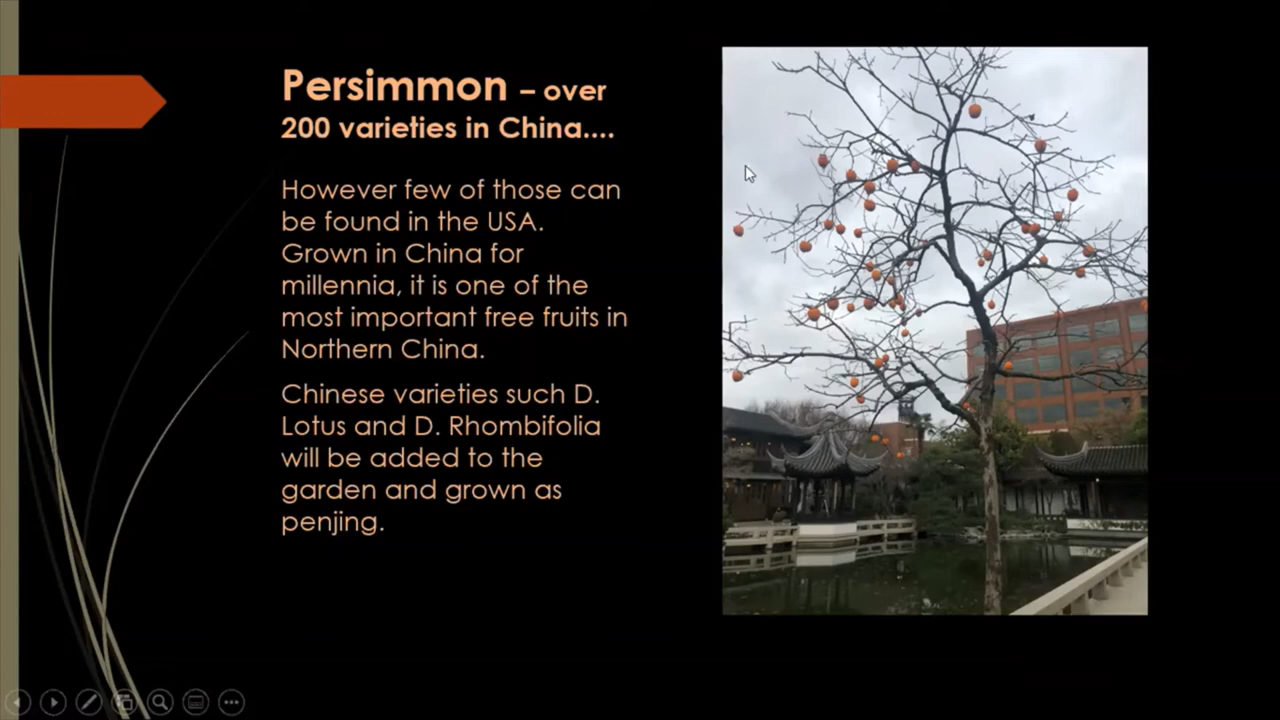 Persimmon – over
200 varieties in China....
However few of those can
be found in the USA.
Grown in China for
millennia, it is one of the
most important free fruits in
Northern China.
Chinese varieties such D.
Lotus and D. Rhombifolia
will be added to the
garden and grown as
penjing.